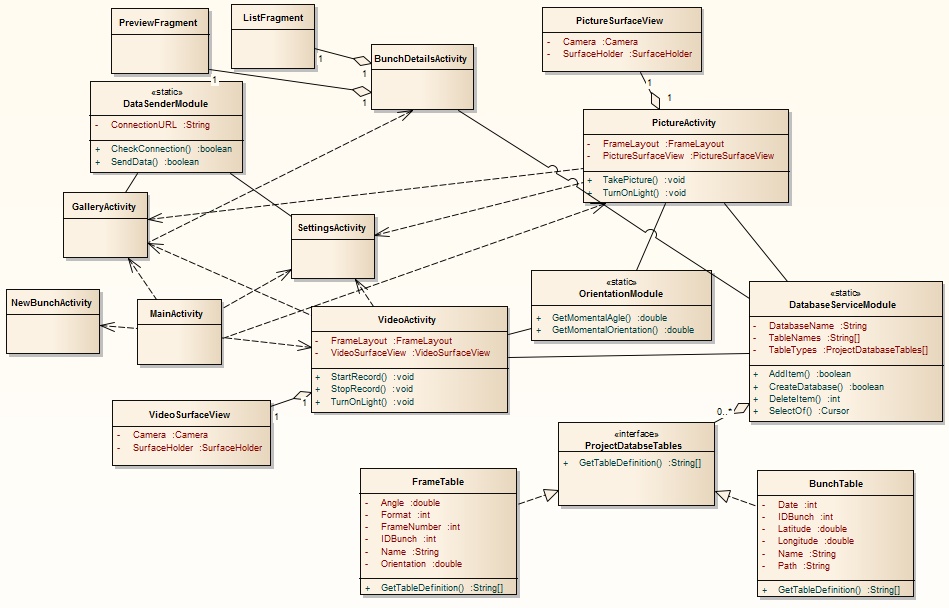 PreviewFragment
ListFragment
BunchDetailsActivity
PictureSurfaceView
- Camera :Camera
- SurfaceHolder :SurfaceHolder
1
1
1
1
1
1
«static»
DataSenderModule
- ConnectionURL :String
+ CheckConnection() :boolean
+ SendData() :boolean
PictureActivity
- FrameLayout :FrameLayout
- PictureSurfaceView :PictureSurfaceView
+ TakePicture() :void
+ TurnOnLight() :void
GalleryActivity
SettingsActivity
NewBunchActivity
MainActivity
«static»
OrientationModule
+ GetMomentalAgle() :double
+ GetMomentalOrientation() :double
«static»
DatabaseServiceModule
- DatabaseName :String
- TableNames :String[]
- TableTypes :ProjectDatabaseTables[]
+ AddItem() :boolean
+ CreateDatabase() :boolean
+ DeleteItem() :int
+ SelectOf() :Cursor
VideoActivity
- FrameLayout :FrameLayout
- VideoSurfaceView :VideoSurfaceView
+ StartRecord() :void
+ StopRecord() :void
+ TurnOnLight() :void
1
1
VideoSurfaceView
- Camera :Camera
- SurfaceHolder :SurfaceHolder
0..*
«interface»
ProjectDatabseTables
+ GetTableDefinition() :String[]
FrameTable
- Angle :double
- Format :int
- FrameNumber :int
- IDBunch :int
- Name :String
- Orientation :double
+ GetTableDefinition() :String[]
BunchTable
- Date :int
- IDBunch :int
- Latitude :double
- Longitude :double
- Name :String
- Path :String
+ GetTableDefinition() :String[]